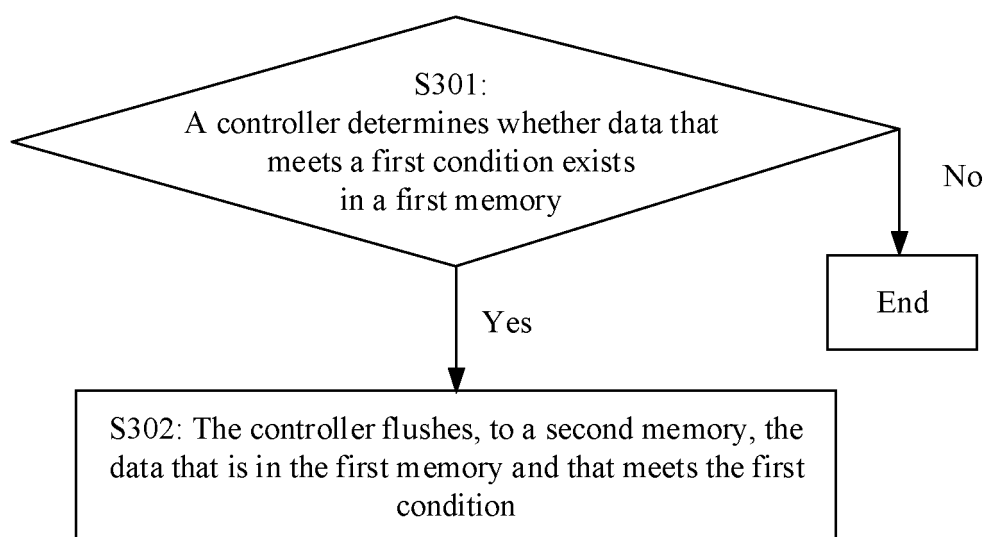 S301:
A controller determines whether data that
meets a first condition exists
in a first memory
No
End
Yes
S302: The controller flushes, to a second memory, the
data that is in the first memory and that meets the first
condition